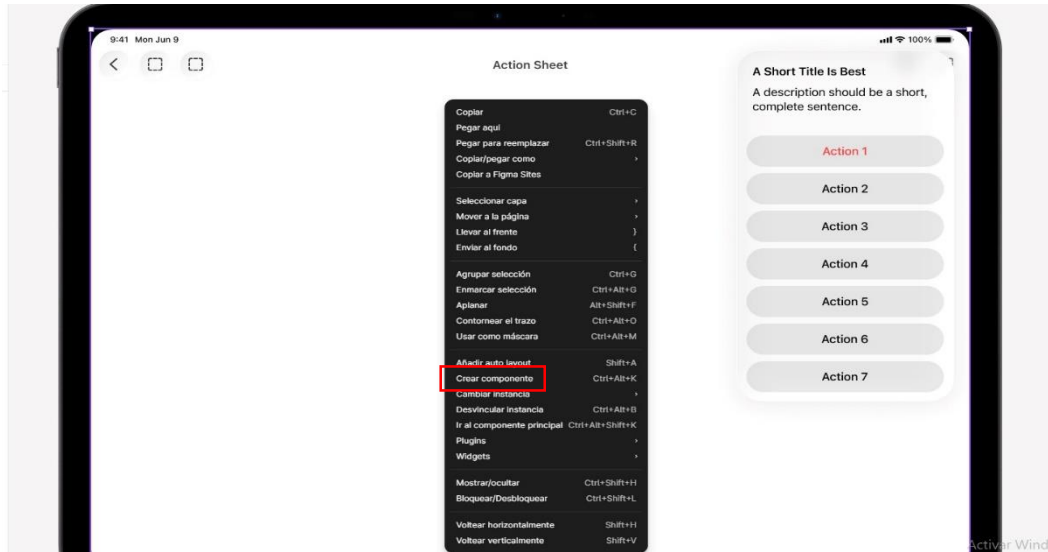 9:41 Mon Jun 9
100%
Action Sheet
Copiar Ctrl+C
Pegar aquí
Pegar para reemplazar Ctrl+Shift+R
Copiar/pegar como ›
Copiar a Figma Sites
Seleccionar capa ›
Mover a la página ›
Llevar al frente }
Enviar al fondo {
Agrupar selección Ctrl+G
Enmarcar selección Ctrl+Alt+G
Aplanar Alt+Shift+F
Contornear el trazo Ctrl+Alt+O
Usar como máscara Ctrl+Alt+M
Añadir auto layout Shift+A
Crear componente Ctrl+Alt+K
Cambiar instancia ›
Desvincular instancia Ctrl+Alt+B
Ir al componente principal Ctrl+Alt+Shift+K
Plugins ›
Widgets ›
Mostrar/ocultar Ctrl+Shift+H
Bloquear/Desbloquear Ctrl+Shift+L
Voltear horizontalmente Shift+H
Voltear verticalmente Shift+V
A Short Title Is Best
A description should be a short,
complete sentence.
Action 1
Action 2
Action 3
Action 4
Action 5
Action 6
Action 7
Activar Wind